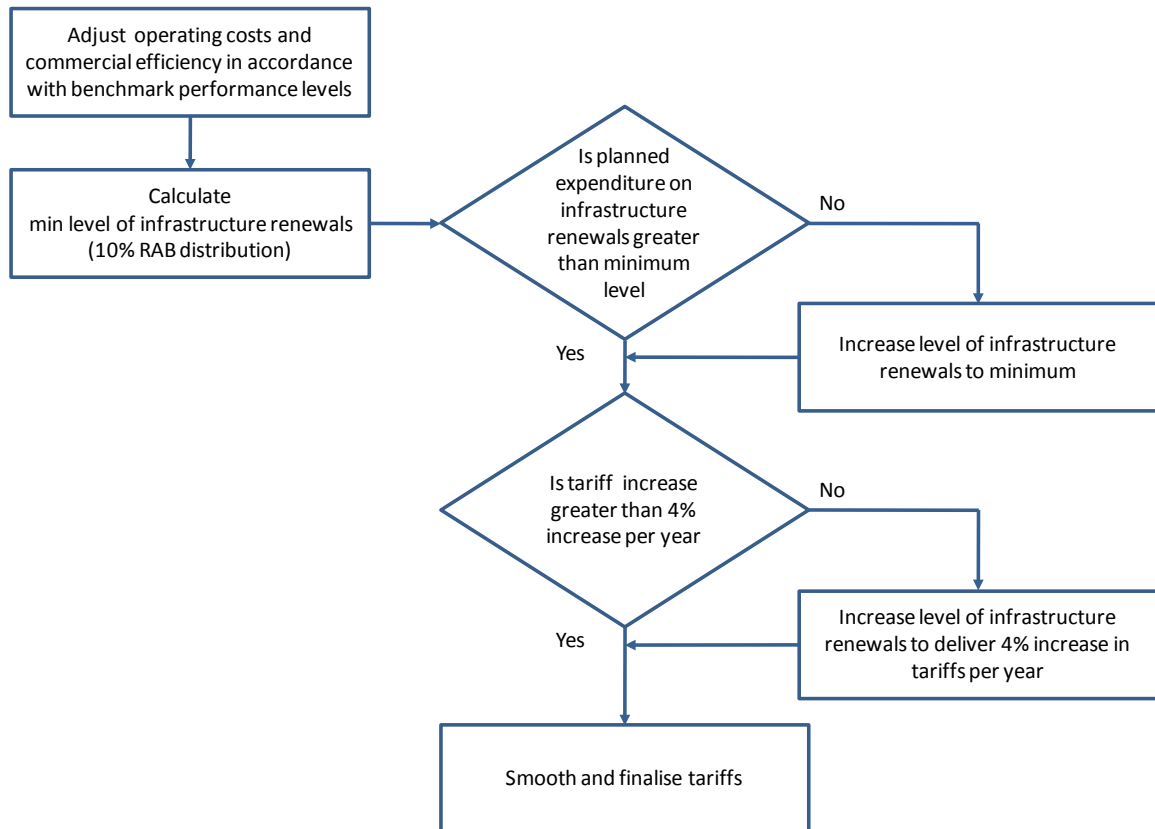 Adjust operating costs and
commercial efficiency in accordance
with benchmark performance levels
Calculate
min level of infrastructure renewals
(10% RAB distribution)
Is planned
expenditure on
infrastructure
renewals greater
than minimum
level
No
Increase level of infrastructure
renewals to minimum
Yes
Is tariff increase
greater than 4%
increase per year
No
Increase level of infrastructure
renewals to deliver 4% increase in
tariffs per year
Yes
Smooth and finalise tariffs